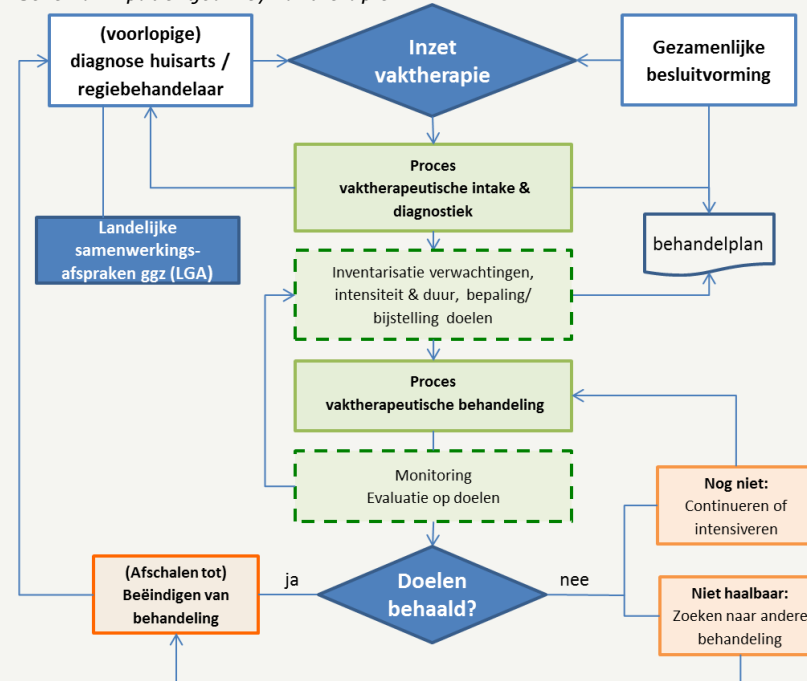 (voorlopige)
diagnose huisarts /
regiebehandelaar
Inzet
vaktherapie
Gezamenlijke
besluitvorming
Proces
vaktherapeutische intake &
diagnostiek
Landelijke
samenwerkings-
afspraken ggz (LGA)
behandelplan
Inventarisatie verwachtingen,
intensiteit & duur, bepaling/
bijstelling doelen
Proces
vaktherapeutische behandeling
Monitoring
Evaluatie op doelen
Nog niet:
Continueren of
intensiveren
(Afschalen tot)
Beëindigen van
behandeling
ja
Doelen
behaald?
nee
Niet haalbaar:
Zoeken naar andere
behandeling